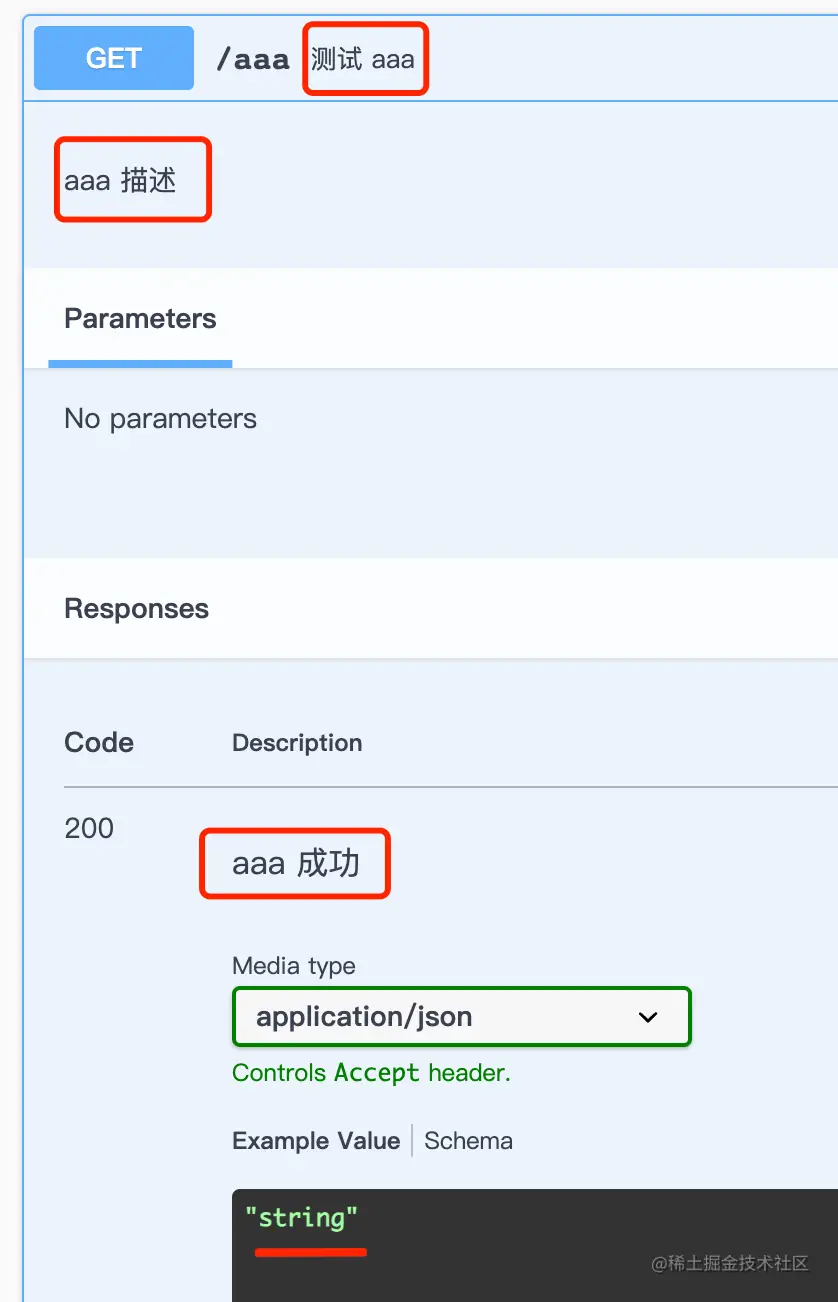 GET /aaa 测试 aaa
aaa 描述
Parameters
No parameters
Responses
Code Description
200
aaa 成功
Media type
application/json
Controls Accept header.
Example Value Schema
"string"
@稀土掘金技术社区